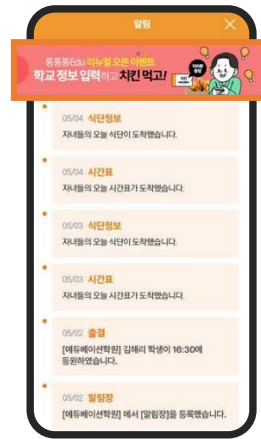 알림
통통통Edu 리뉴얼 오픈 이벤트
학교 정보 입력하고 치킨 먹고!
100명
05/04 식단정보
자녀들의 오늘 식단이 도착했습니다.
05/04 시간표
자녀들의 오늘 시간표가 도착했습니다.
05/03 식단정보
자녀들의 오늘 식단이 도착했습니다.
05/03 시간표
자녀들의 오늘 시간표가 도착했습니다.
05/02 출결
[에듀베이션학원] 김해리 학생이 16:30에
등원하였습니다.
05/02 알림장
[에듀베이션학원] 에서 [알림장]을 등록했습니다.